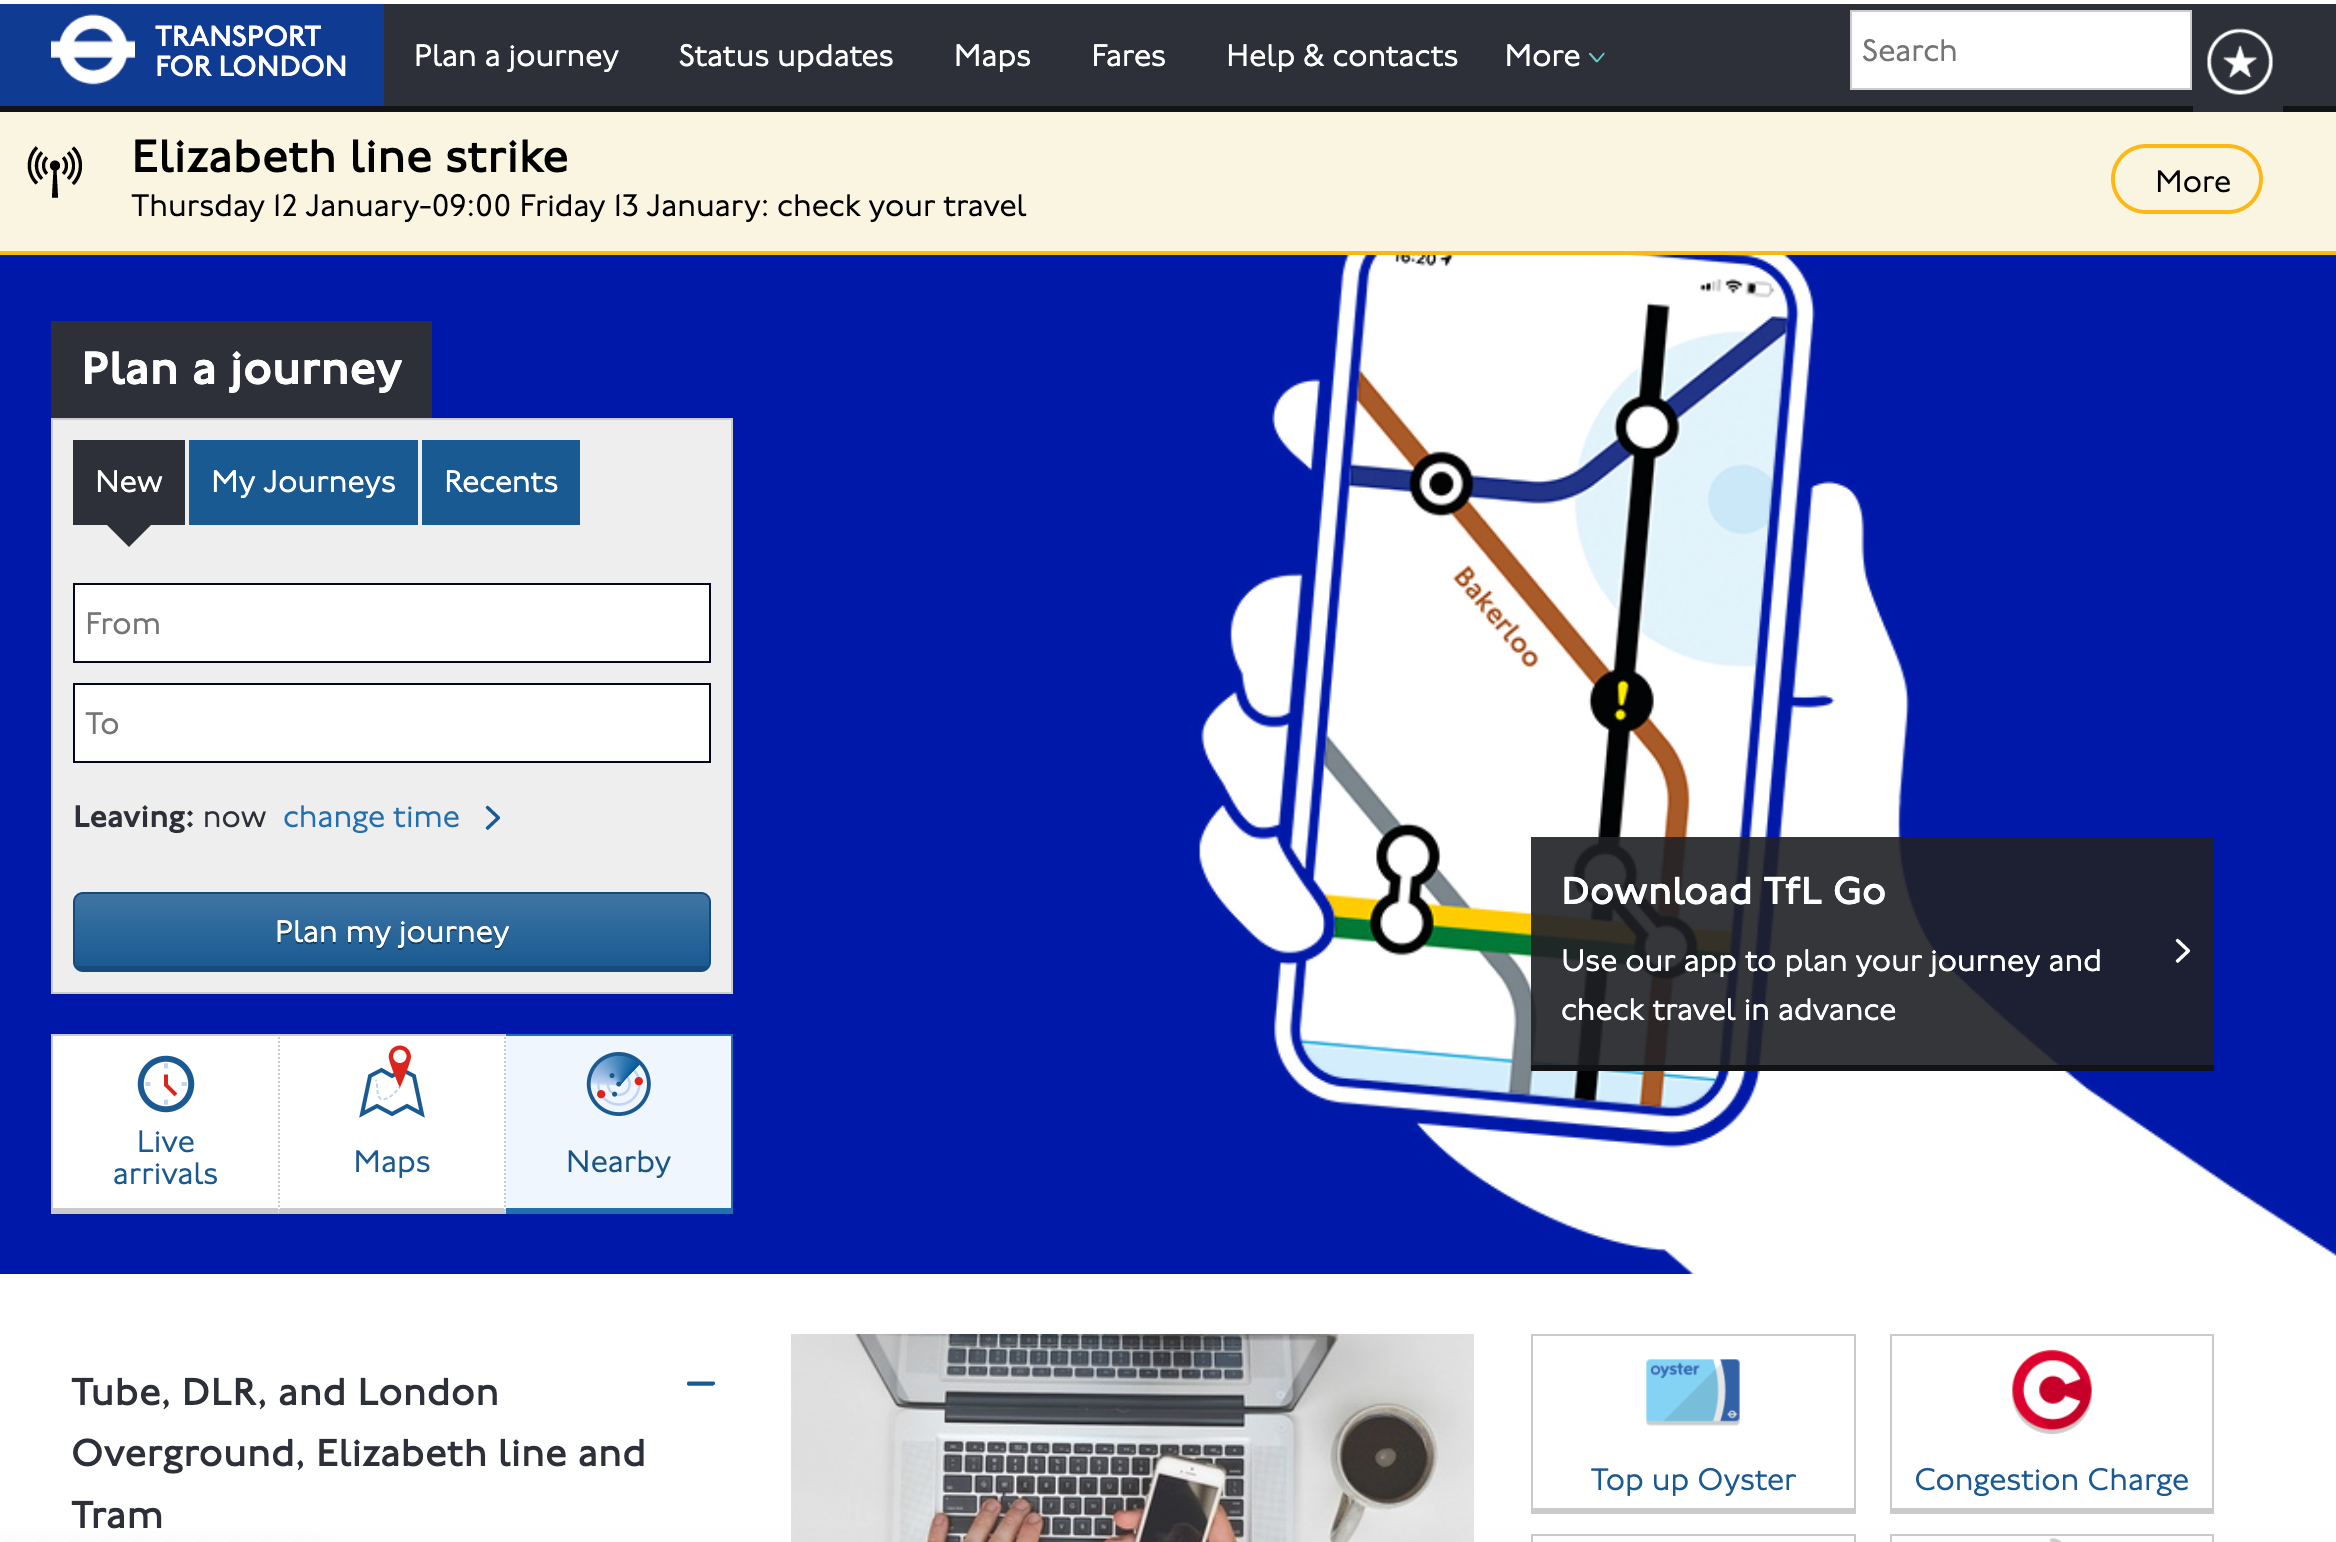 TRANSPORT
FOR LONDON
Plan a journey
Status updates
Maps
Fares
Help & contacts
More
Search
Elizabeth line strike
Thursday 12 January-09:00 Friday 13 January: check your travel
More
16:20
Plan a journey
New
My Journeys
Recents
From
To
Leaving: now change time
Plan my journey
Live
arrivals
Maps
Nearby
Bakerloo
!
Download TfL Go
Use our app to plan your journey and
check travel in advance
Tube, DLR, and London
Overground, Elizabeth line and
Tram
oyster
Top up Oyster
C
Congestion Charge